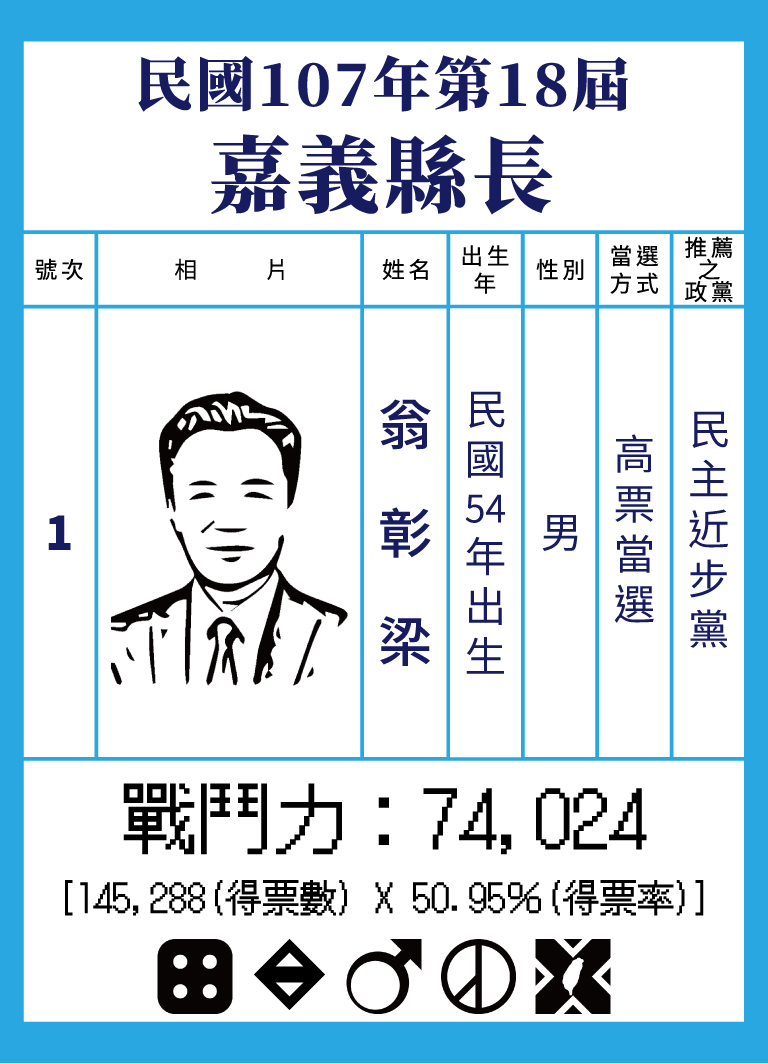 民國107年第18屆
嘉義縣長
號次
相 片
姓名
出生年
性別
當選方式
推薦之政黨
1
翁彰梁
民國54年出生
男
高票當選
民主近步黨
戰鬥力：74,024
[145,288(得票數) X 50.95%(得票率)]